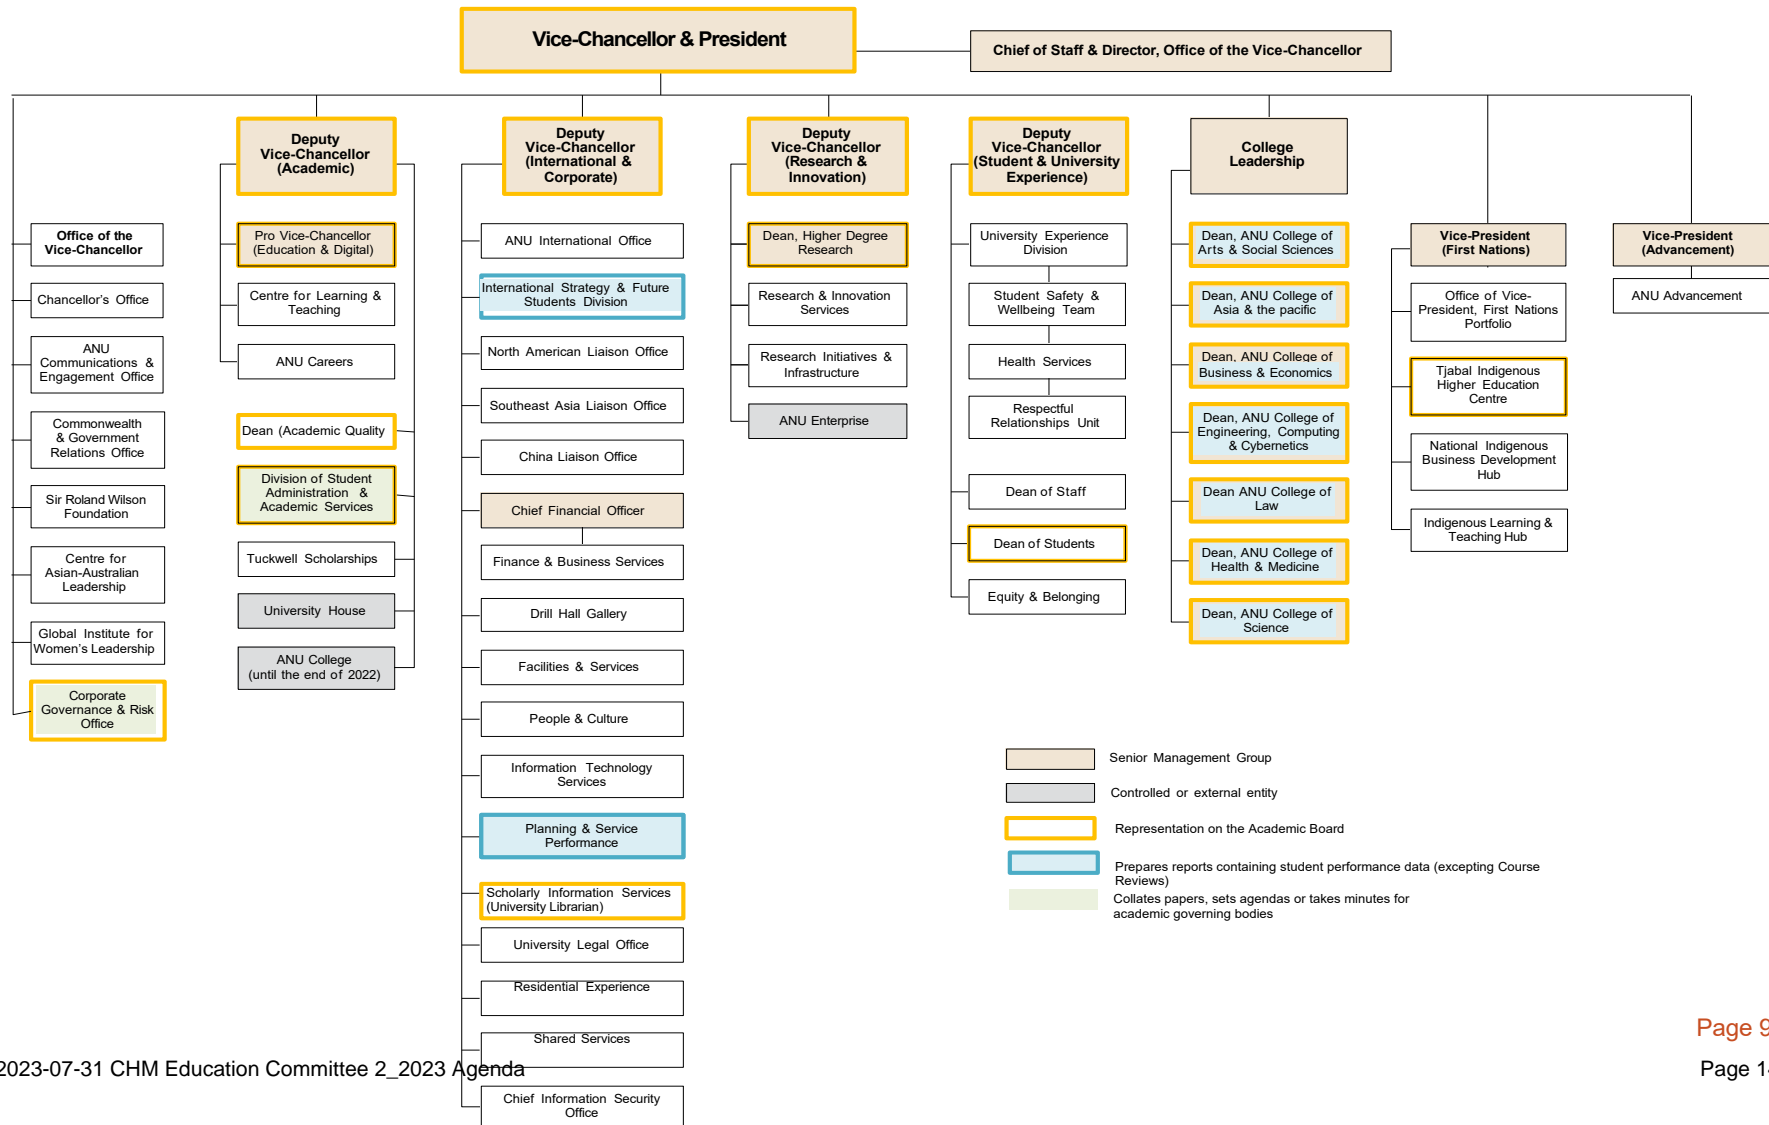 Vice-Chancellor & President
Chief of Staff & Director, Office of the Vice-Chancellor
Office of the
Vice-Chancellor
Chancellor's Office
ANU
Communications &
Engagement Office
Commonwealth
& Government
Relations Office
Sir Roland Wilson
Foundation
Centre for
Asian-Australian
Leadership
Global Institute for
Women's Leadership
Corporate
Governance & Risk
Office
Deputy
Vice-Chancellor
(Academic)
Pro Vice-Chancellor
(Education & Digital)
Centre for Learning &
Teaching
ANU Careers
Dean (Academic Quality
Division of Student
Administration &
Academic Services
Tuckwell Scholarships
University House
ANU College
(until the end of 2022)
Deputy
Vice-Chancellor
(International &
Corporate)
ANU International Office
International Strategy & Future
Students Division
North American Liaison Office
Southeast Asia Liaison Office
China Liaison Office
Chief Financial Officer
Finance & Business Services
Drill Hall Gallery
Facilities & Services
People & Culture
Information Technology
Services
Planning & Service
Performance
Scholarly Information Services
(University Librarian)
University Legal Office
Residential Experience
Shared Services
Chief Information Security
Office
Deputy
Vice-Chancellor
(Research &
Innovation)
Dean, Higher Degree
Research
Research & Innovation
Services
Research Initiatives &
Infrastructure
ANU Enterprise
Deputy
Vice-Chancellor
(Student & University
Experience)
University Experience
Division
Student Safety &
Wellbeing Team
Health Services
Respectful
Relationships Unit
Dean of Staff
Dean of Students
Equity & Belonging
College
Leadership
Dean, ANU College of
Arts & Social Sciences
Dean, ANU College of
Asia & the pacific
Dean, ANU College of
Business & Economics
Dean, ANU College of
Engineering, Computing
& Cybernetics
Dean ANU College of
Law
Dean, ANU College of
Health & Medicine
Dean, ANU College of
Science
Vice-President
(First Nations)
Office of Vice-
President, First Nations
Portfolio
Tjabal Indigenous
Higher Education
Centre
National Indigenous
Business Development
Hub
Indigenous Learning &
Teaching Hub
Vice-President
(Advancement)
ANU Advancement
Senior Management Group
Controlled or external entity
Representation on the Academic Board
Prepares reports containing student performance data (excepting Course
Reviews)
Collates papers, sets agendas or takes minutes for
academic governing bodies
Page 9
2023-07-31 CHM Education Committee 2_2023 Agenda
Page 14